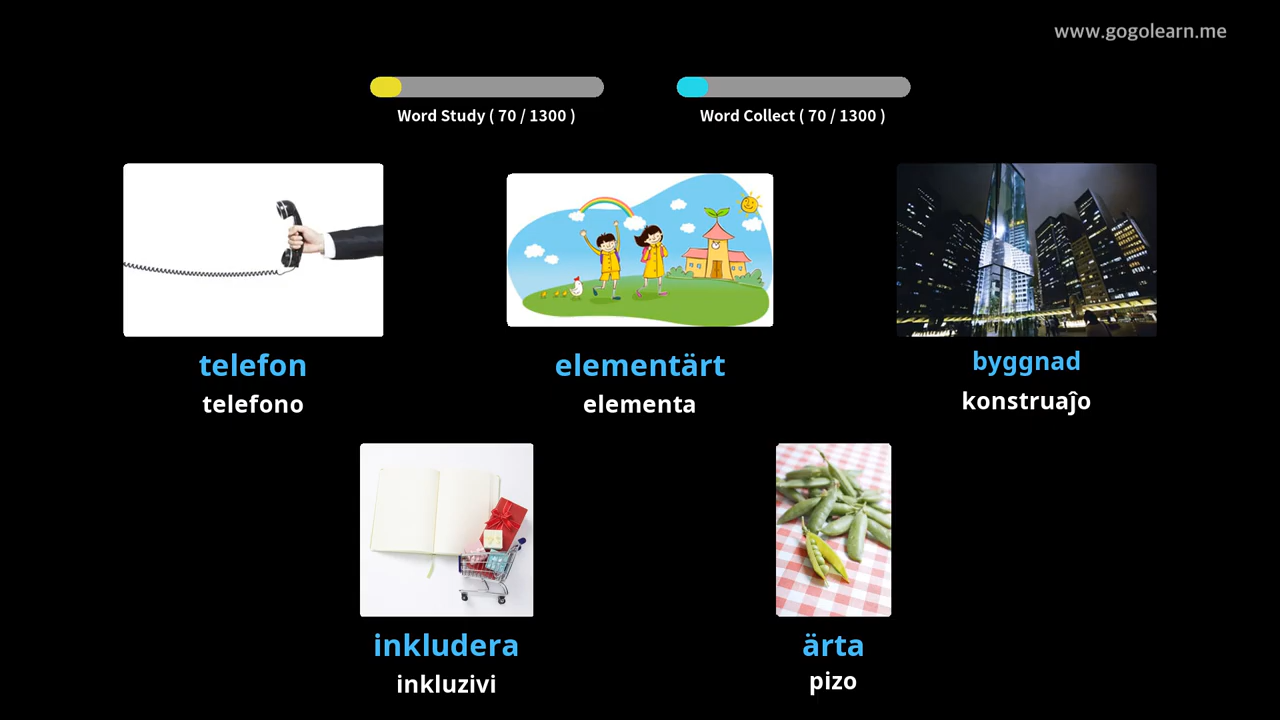 www.gogolearn.me
Word Study ( 70 / 1300 )
Word Collect ( 70 / 1300 )
telefon
telefono
elementärt
elementa
byggnad
konstruaĵo
inkludera
inkluzivi
ärta
pizo